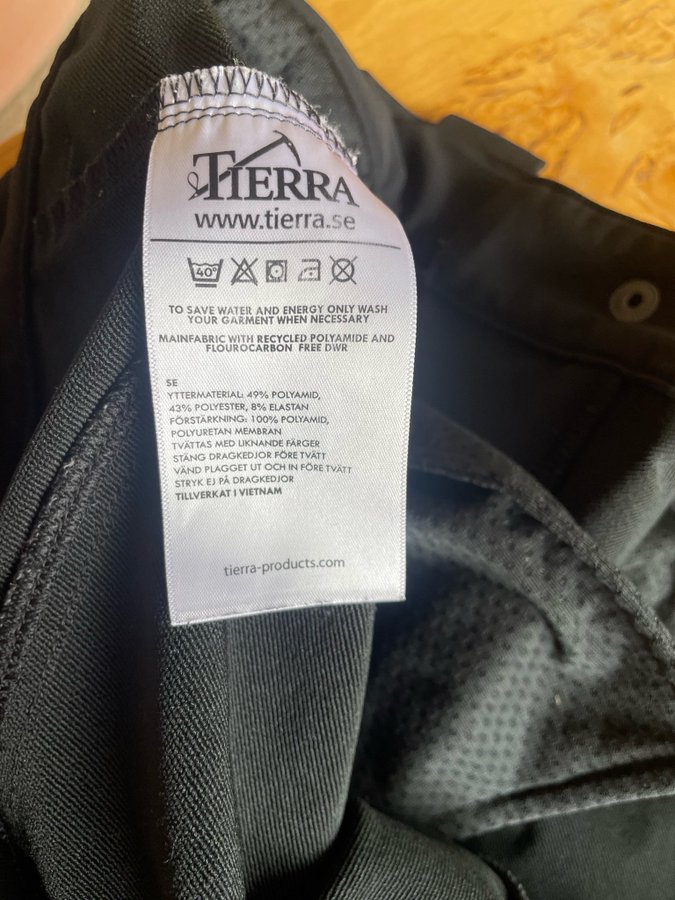 TIERRA
www.tierra.se
40°
TO SAVE WATER AND ENERGY ONLY WASH
YOUR GARMENT WHEN NECESSARY
MAINFABRIC WITH RECYCLED POLYAMIDE AND
FLOUROCARBON FREE DWR
SE
YTTERMATERIAL: 49% POLYAMID,
43% POLYESTER, 8% ELASTAN
FÖRSTÄRKNING: 100% POLYAMID,
POLYURETAN MEMBRAN
TVÄTTAS MED LIKNANDE FÄRGER
STÄNG DRAGKEDJOR FÖRE TVÄTT
VÄND PLAGGET UT OCH IN FÖRE TVÄTT
STRYK EJ PÅ DRAGKEDJOR
TILLVERKAT I VIETNAM
tierra-products.com